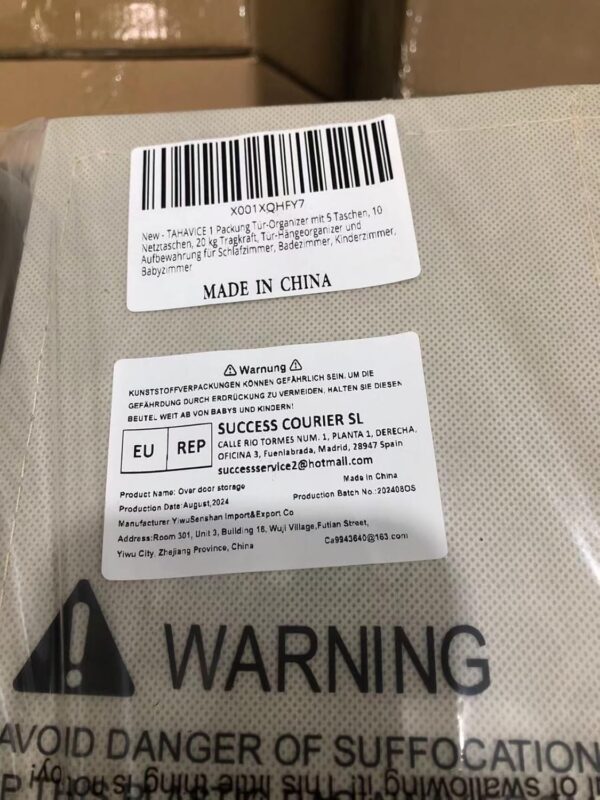 X001XQHFY7
New - TAHAVICE 1 Packung Tür-Organizer mit 5 Taschen, 10
Netztaschen, 20 kg Tragkraft, Tür-Hängeorganizer und
Aufbewahrung für Schlafzimmer, Badezimmer, Kinderzimmer,
Babyzimmer
MADE IN CHINA
⚠ Warnung ⚠
KUNSTSTOFFVERPACKUNGEN KÖNNEN GEFÄHRLICH SEIN. UM DIE
GEFÄHRDUNG DURCH ERDRÜCKUNG ZU VERMEIDEN, HALTEN SIE DIESEN
BEUTEL WEIT AB VON BABYS UND KINDERN!
EU REP
SUCCESS COURIER SL
CALLE RIO TORMES NUM. 1, PLANTA 1, DERECHA,
OFICINA 3, Fuenlabrada, Madrid, 28947 Spain
successservice2@hotmail.com
Product Name: Over door storage
Made in China
Production Date:August,2024
Production Batch No.:202408OS
Manufacturer YiwuSenshan Import&Export Co
Address:Room 301, Unit 3, Building 16, Wuji Village,Futian Street,
Yiwu City, Zhejiang Province, China
Ca9943640@163.com
WARNING
AVOID DANGER OF SUFFOCATION